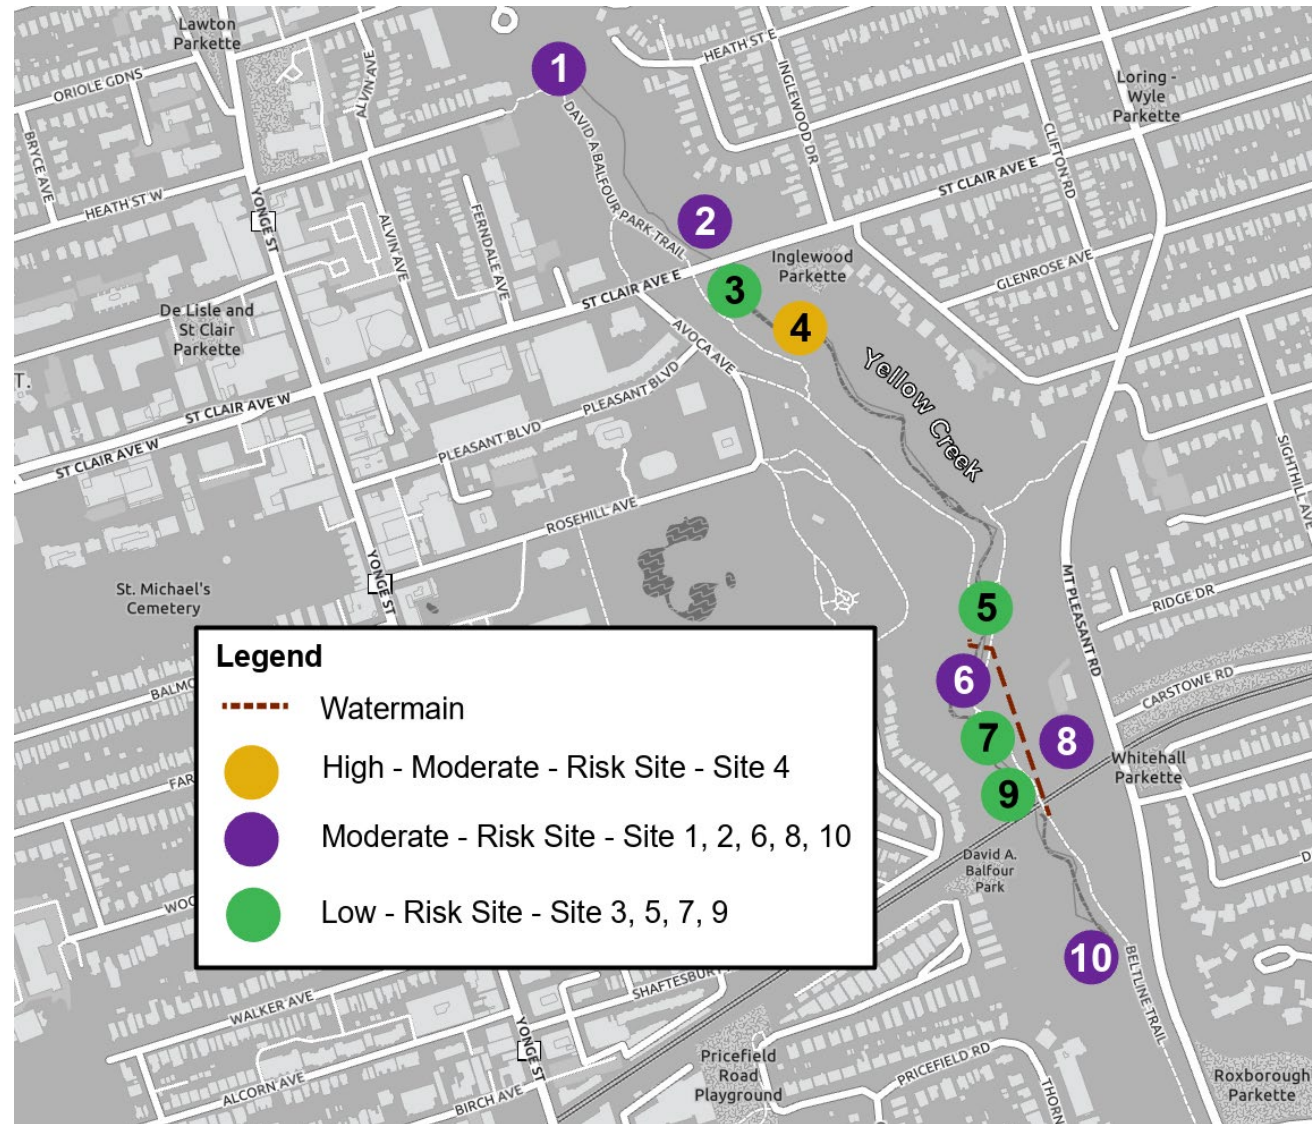 Lawton
Parkette
ORIOLE GDNS
BRYCE AVE
ALVIN AVE
HEATH ST W
YONGE ST
ALVIN AVE
FERNDALE AVE
1
DAVID A BALFOUR PARK TRAIL
HEATH ST E
INGLEWOOD DR
Loring -
Wyle
Parkette
CLIFTON RD
ST CLAIR AVE E
2
Inglewood
Parkette
GLENROSE AVE
ST CLAIR AVE E
3
4
De Lisle and
St Clair
Parkette
T.
AVOCA AVE
Yellow Creek
ST CLAIR AVE W
ST CLAIR AVE W
PLEASANT BLVD
PLEASANT BLVD
SIGHTHILL AVE
ROSEHILL AVE
YONGE ST
St. Michael's
Cemetery
MT PLEASANT RD
RIDGE DR
5
6
7
8
9
CARSTOWE RD
Whitehall
Parkette
David A.
Balfour
Park
D
BALMO
FAR
WOO
Legend
Watermain
High - Moderate - Risk Site - Site 4
Moderate - Risk Site - Site 1, 2, 6, 8, 10
Low - Risk Site - Site 3, 5, 7, 9
10
BELTLINE TRAIL
SHAFTESBURY
WALKER AVE
YONGE ST
ALCORN AVE
BIRCH AVE
Pricefield
Road
Playground
PRICEFIELD RD
THORN
Roxborough
Parkette